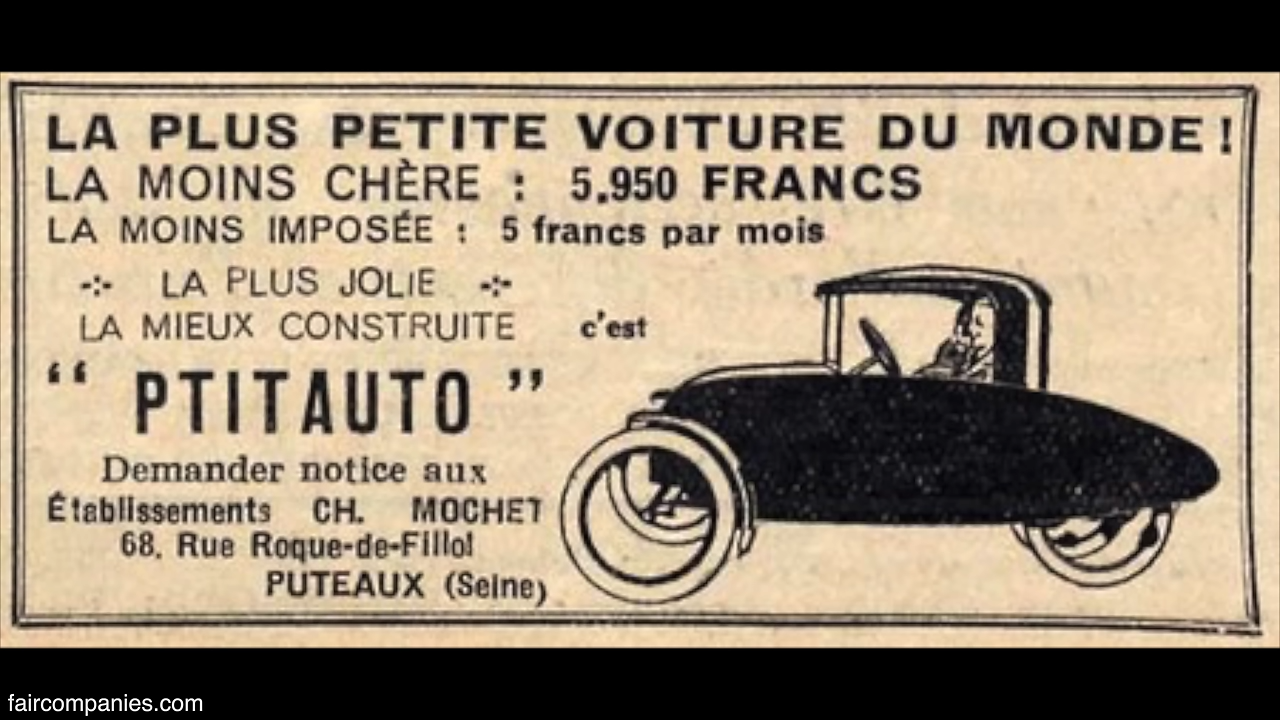 LA PLUS PETITE VOITURE DU MONDE !
LA MOINS CHÈRE : 5.950 FRANCS
LA MOINS IMPOSÉE : 5 francs par mois
LA PLUS JOLIE
LA MIEUX CONSTRUITE c'est
“ PTITAUTO ”
Demander notice aux
Établissements CH. MOCHET
68, Rue Roque-de-Fillol
PUTEAUX (Seine)
faircompanies.com